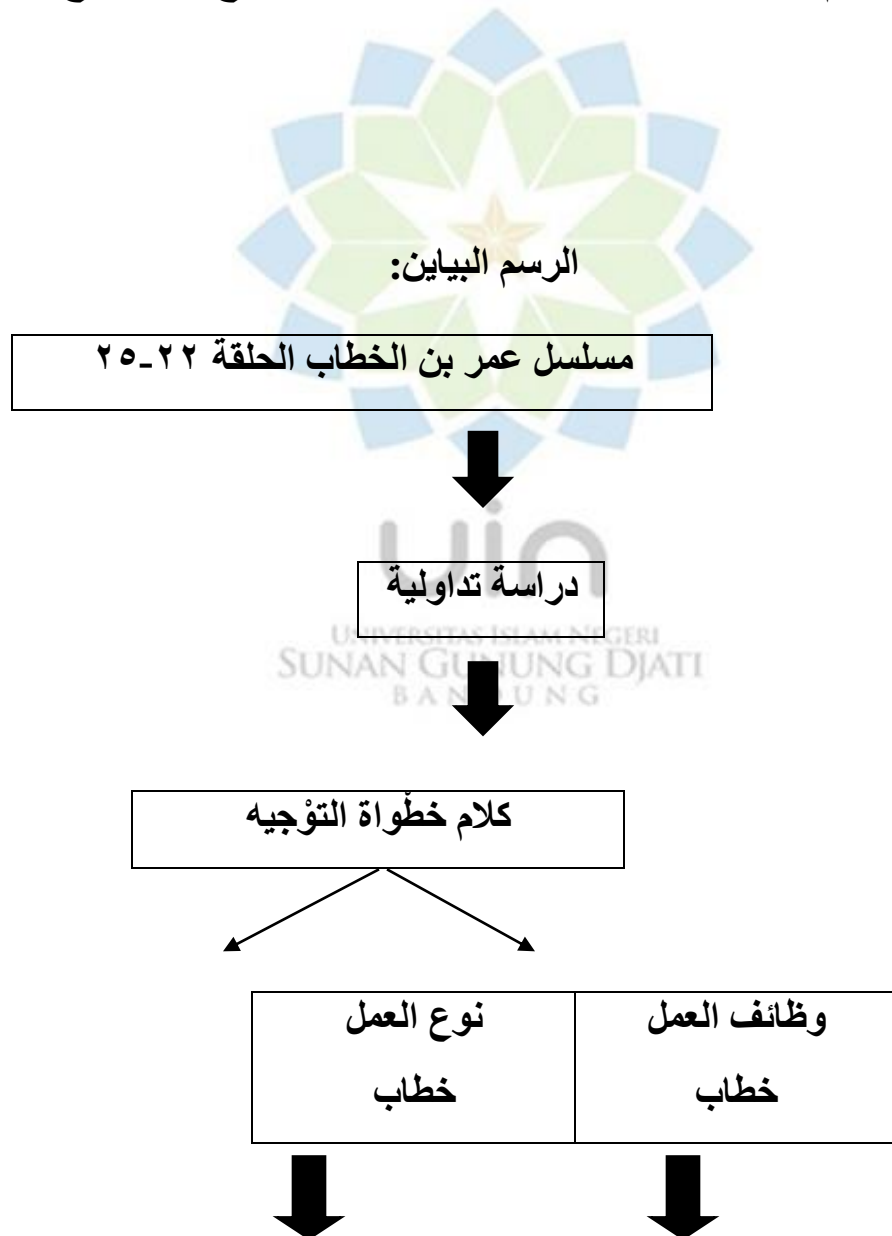 الرسم البياين:
مسلسل عمر بن الخطاب الحلقة ٢٢-٢٥
uin
دراسة تداولية
UNIVERSITAS ISLAM NEGERI
SUNAN GUNUNG DJATI
BANDUNG
كلام خطّواة التوْجيه
نوع العمل
خطاب
وظائف العمل
خطاب